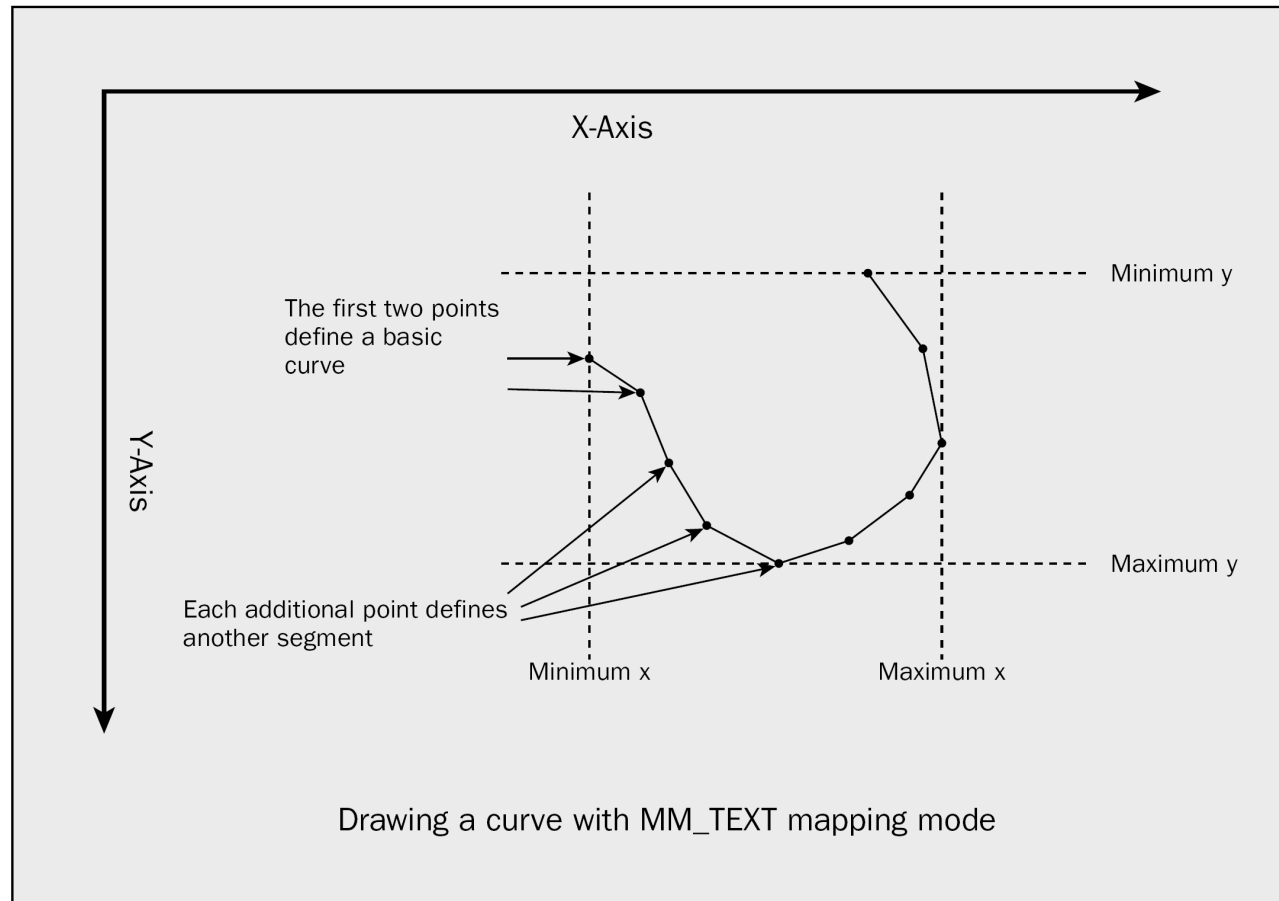 X-Axis
Minimum y
The first two points
define a basic
curve
Y-Axis
Maximum y
Each additional point defines
another segment
Minimum x
Maximum x
Drawing a curve with MM_TEXT mapping mode